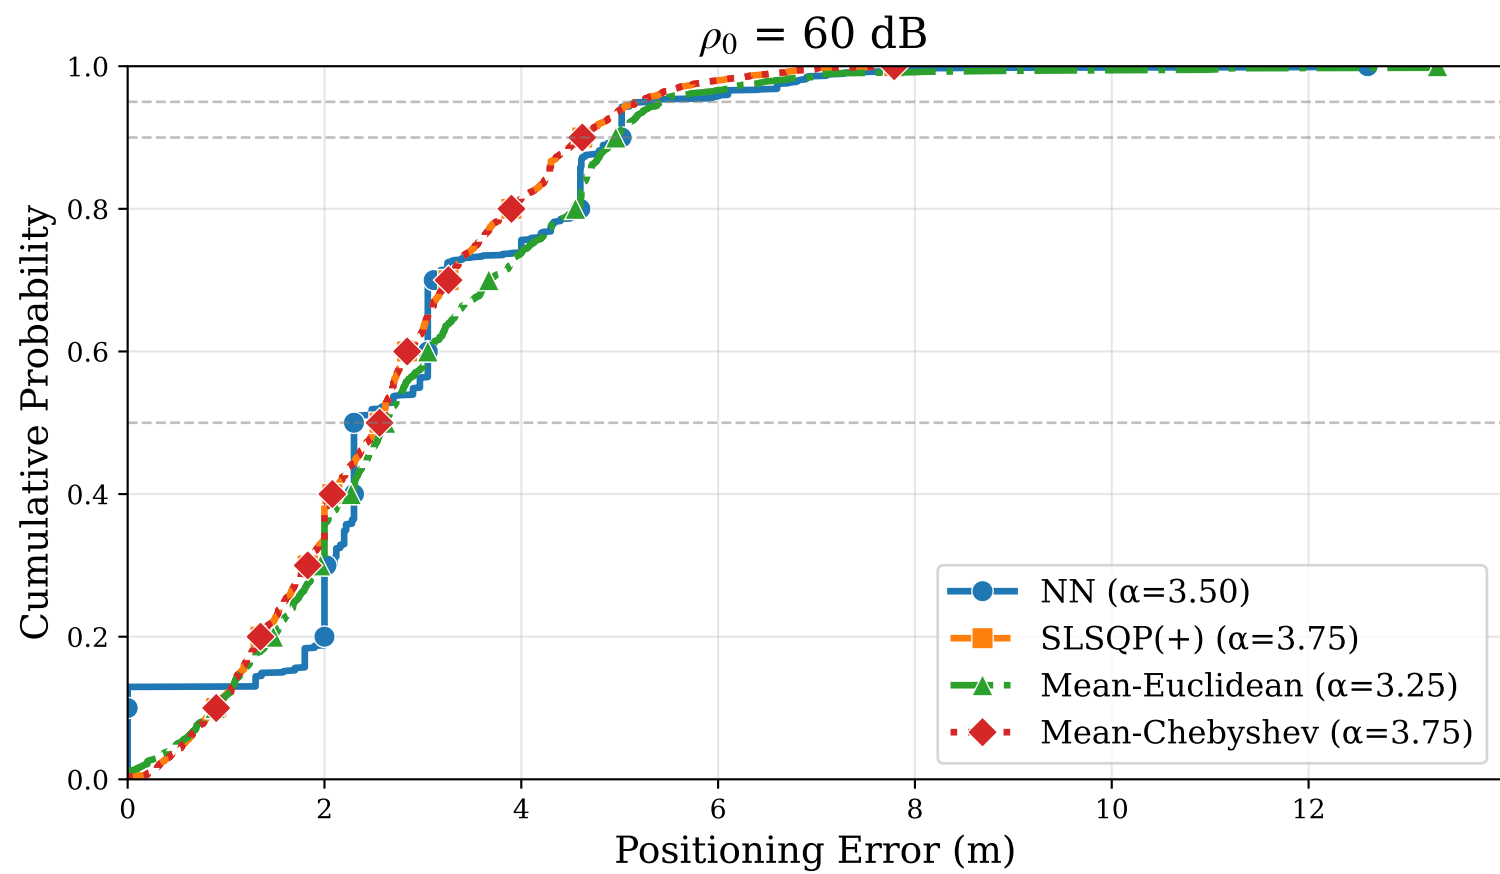 ρ₀ = 60 dB
Cumulative Probability
1.0
0.8
0.6
0.4
0.2
0.0
0 2 4 6 8 10 12
Positioning Error (m)
NN (α=3.50)
SLSQP(+) (α=3.75)
Mean-Euclidean (α=3.25)
Mean-Chebyshev (α=3.75)